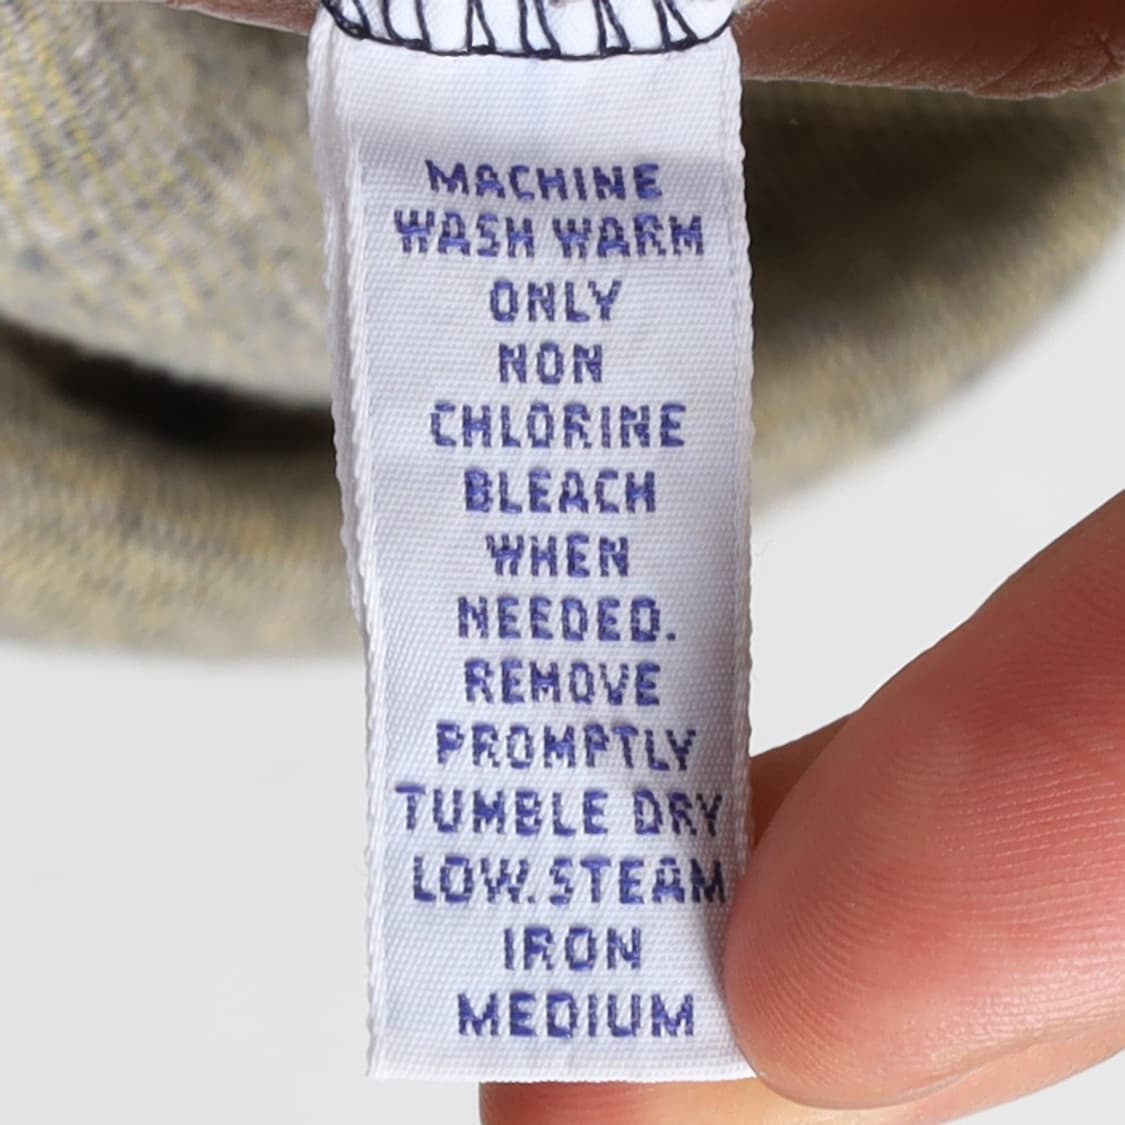 MACHINE
WASH WARM
ONLY
NON
CHLORINE
BLEACH
WHEN
NEEDED.
REMOVE
PROMPTLY
TUMBLE DRY
LOW.STEAM
IRON
MEDIUM